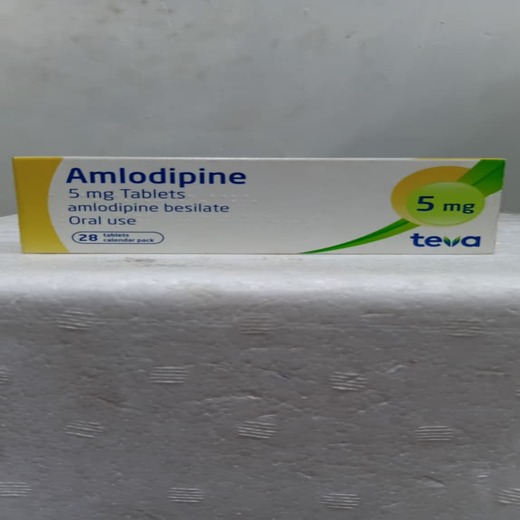 Amlodipine
5 mg Tablets
amlodipine besilate
Oral use
28 tablets
calendar pack
5 mg
teva